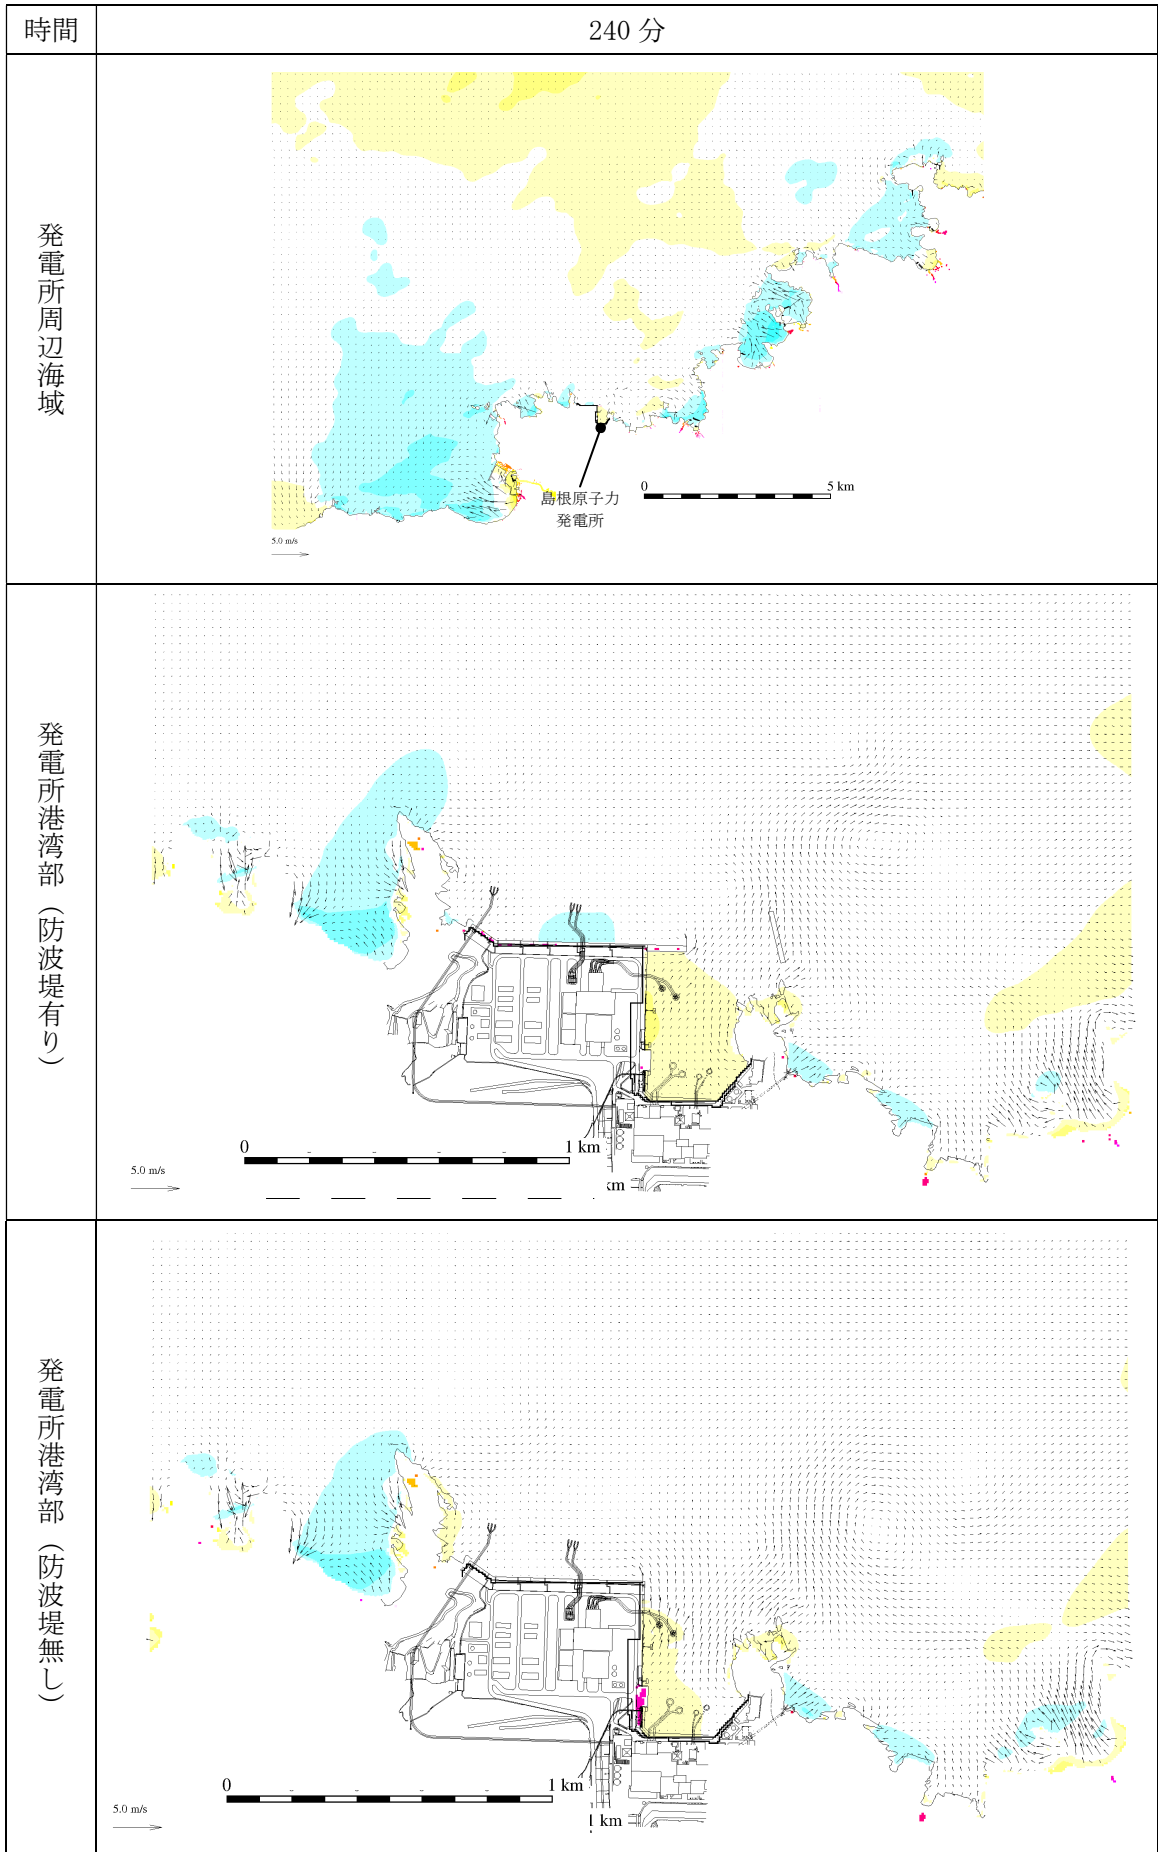 時間
240 分
発電所周辺海域
島根原子力
発電所
0
5 km
5.0 m/s
発電所港湾部（防波堤有り）
0
1 km
km
5.0 m/s
発電所港湾部（防波堤無し）
0
1 km
1 km
5.0 m/s